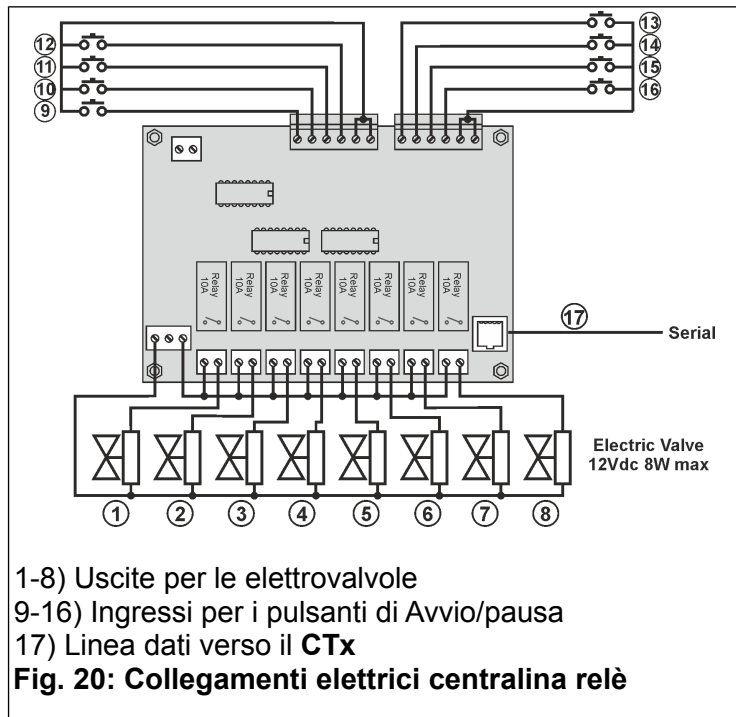 12
11
10
9
13
14
15
16
Relay 10A
Relay 10A
Relay 10A
Relay 10A
Relay 10A
Relay 10A
Relay 10A
Relay 10A
17
Serial
Electric Valve
12Vdc 8W max
1 2 3 4 5 6 7 8
1-8) Uscite per le elettrovalvole
9-16) Ingressi per i pulsanti di Avvio/pausa
17) Linea dati verso il CTx
Fig. 20: Collegamenti elettrici centralina relè